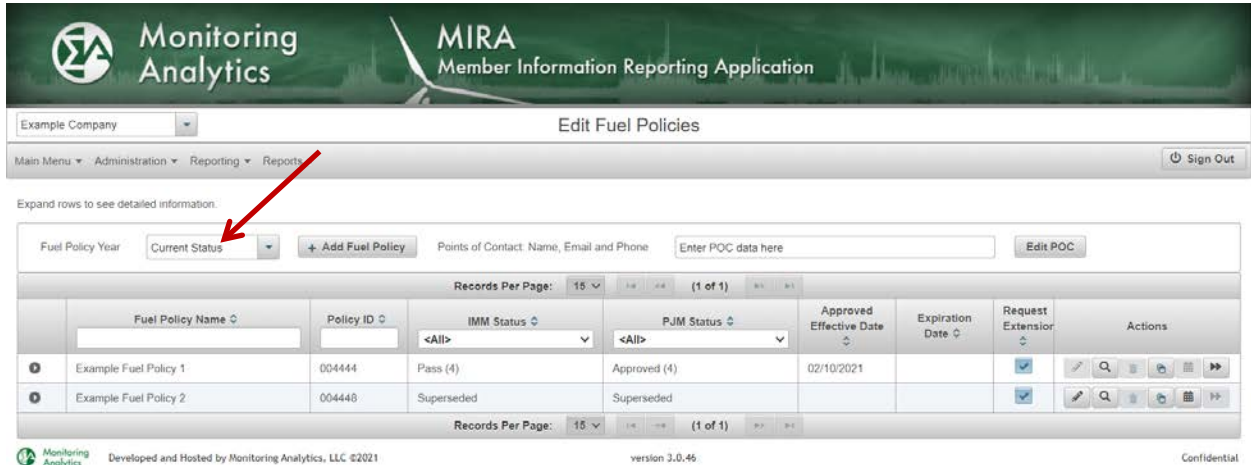 Monitoring
Analytics
MIRA
Member Information Reporting Application
Example Company
Edit Fuel Policies
Main Menu Administration Reporting Reports
Sign Out
Expand rows to see detailed information.
Fuel Policy Year Current Status + Add Fuel Policy Points of Contact: Name, Email and Phone Enter POC data here Edit POC
Records Per Page: 15 (1 of 1)
Fuel Policy Name Policy ID IMM Status PJM Status Approved Effective Date Expiration Date Request Extension Actions
<All> <All>
Example Fuel Policy 1 004444 Pass (4) Approved (4) 02/10/2021
Example Fuel Policy 2 004448 Superseded Superseded
Records Per Page: 15 (1 of 1)
Monitoring
Analytics
Developed and Hosted by Monitoring Analytics, LLC ©2021 version 3.0.46 Confidential